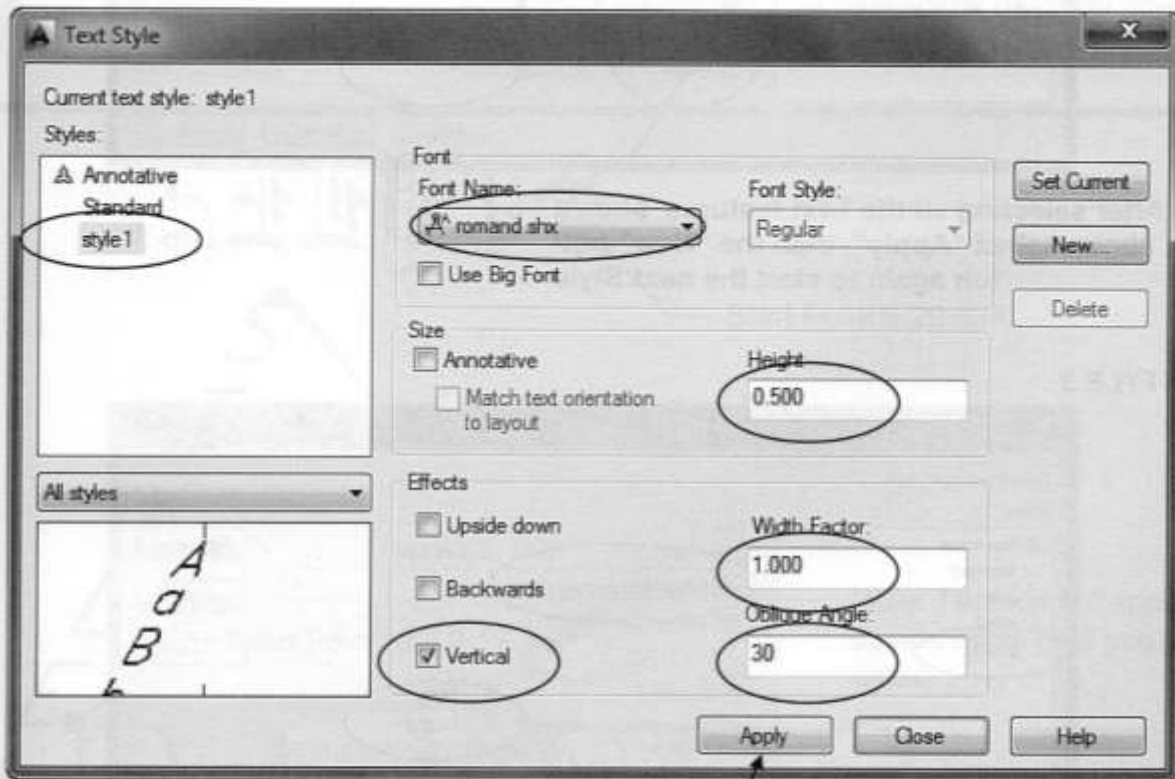 Text Style
Current text style: style1
Styles:
Annotative
Standard
style1
All styles
A
a
B
Font
Font Name:
romand.shx
Use Big Font
Font Style:
Regular
Size
Annotative
Match text orientation
to layout
Height
0.500
Effects
Upside down
Backwards
Vertical
Width Factor:
1.000
Oblique Angle:
30
Set Current
New...
Delete
Apply
Close
Help